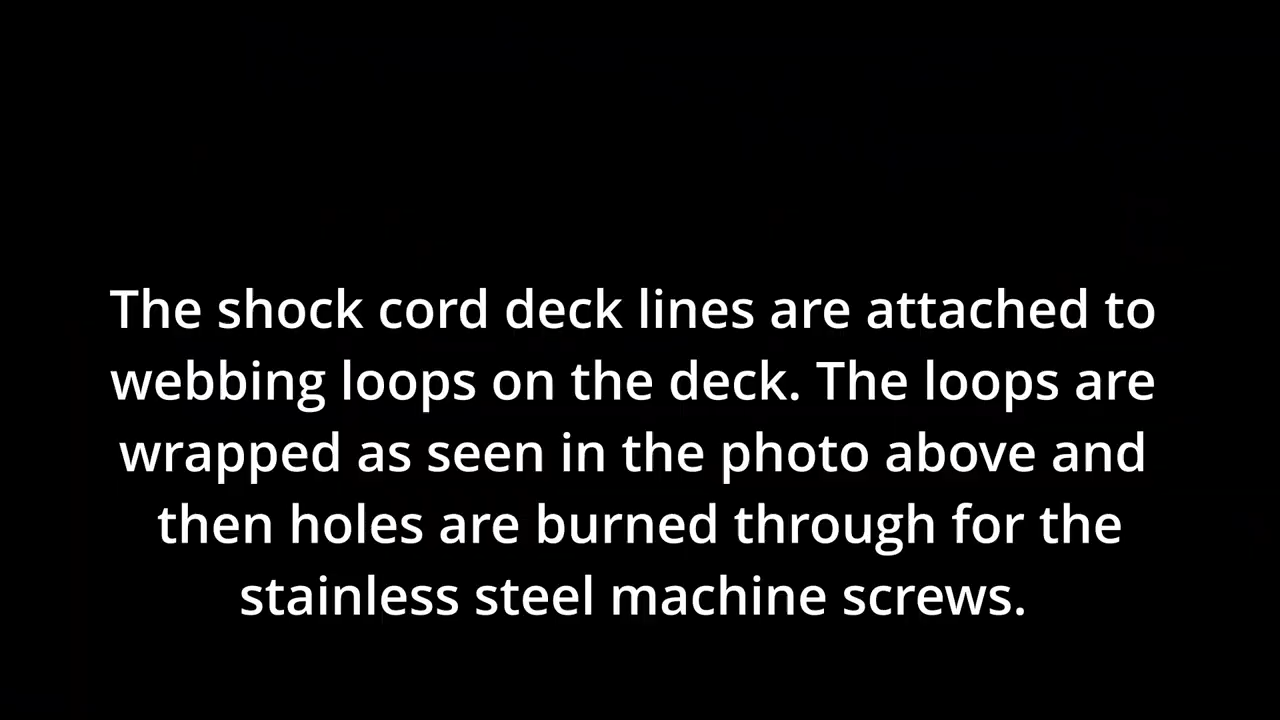 The shock cord deck lines are attached to
webbing loops on the deck. The loops are
wrapped as seen in the photo above and
then holes are burned through for the
stainless steel machine screws.